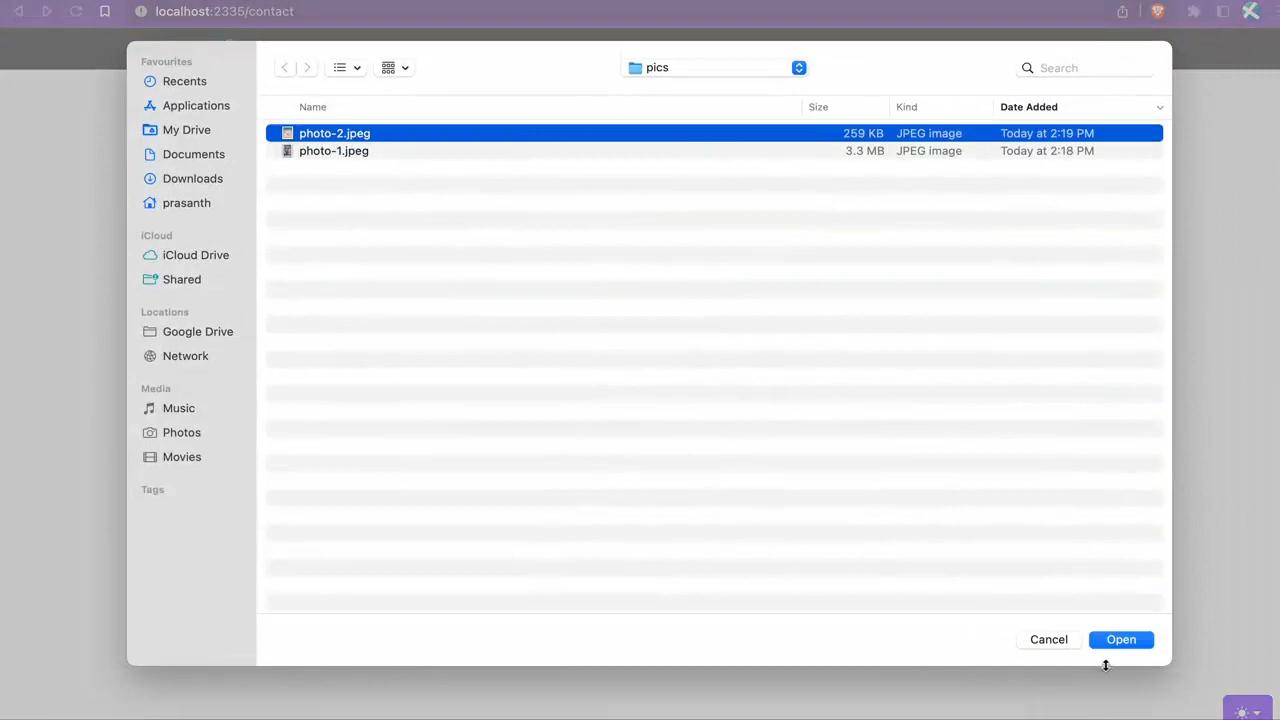 localhost:2335/contact
Favourites
Recents
Applications
My Drive
Documents
Downloads
prasanth
iCloud
iCloud Drive
Shared
Locations
Google Drive
Network
Media
Music
Photos
Movies
Tags
pics
Search
Name Size Kind Date Added
photo-2.jpeg 259 KB JPEG image Today at 2:19 PM
photo-1.jpeg 3.3 MB JPEG image Today at 2:18 PM
Cancel Open